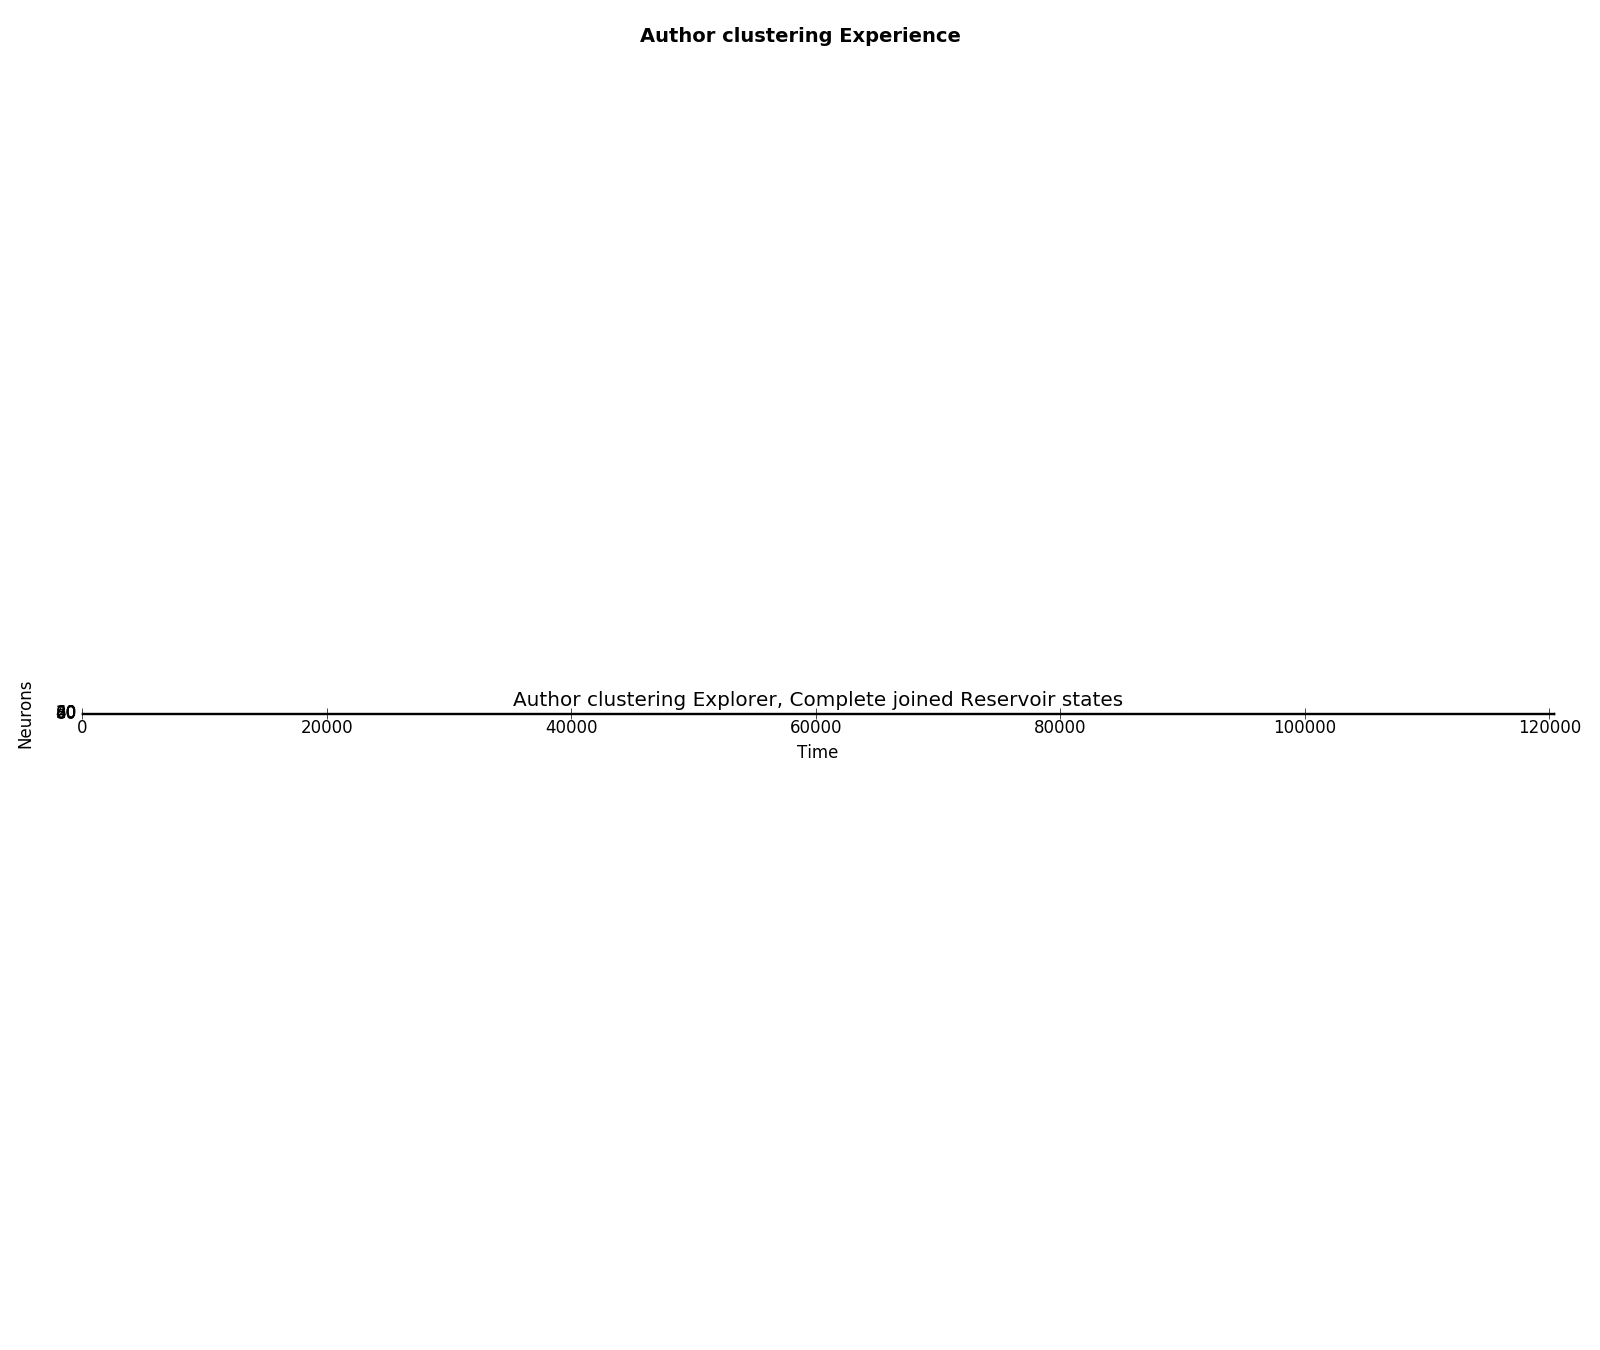 Author clustering Experience
Author clustering Explorer, Complete joined Reservoir states
Neurons
0 20000 40000 60000 80000 100000 120000
Time